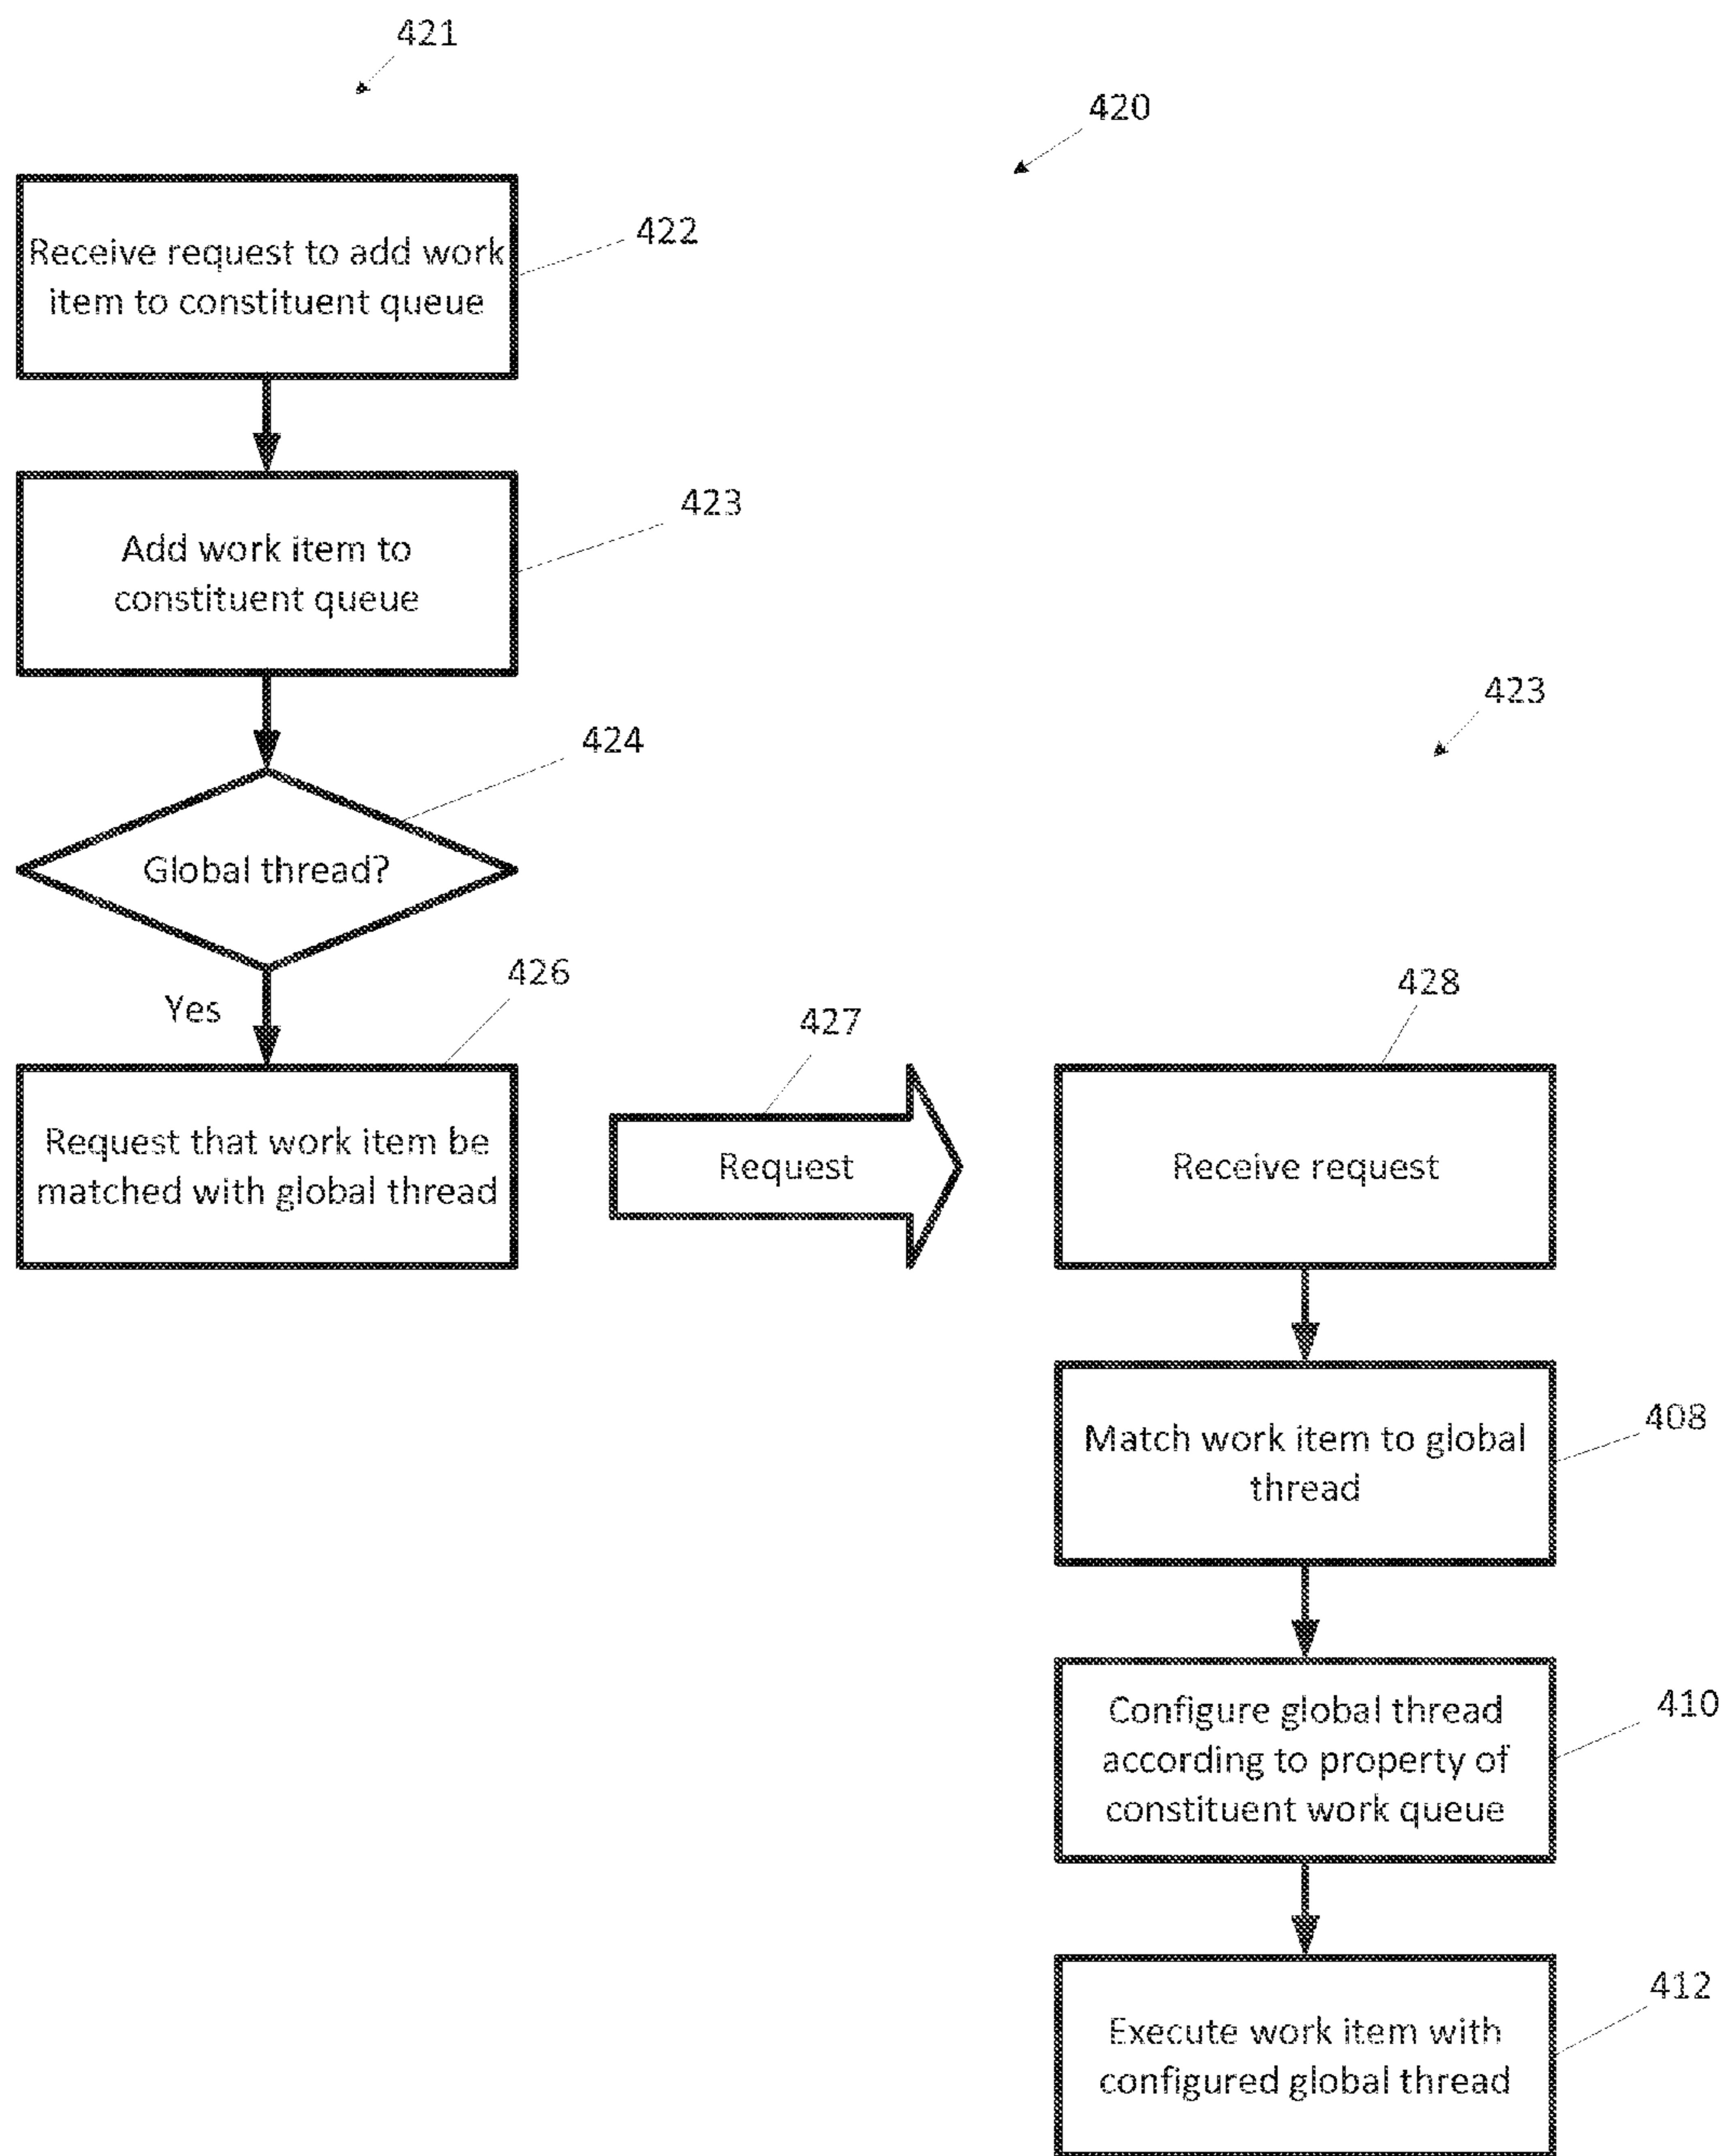 421
420
Receive request to add work
item to constituent queue
422
Add work item to
constituent queue
423
423
Global thread?
424
Yes
426
Request that work item be
matched with global thread
427
Request
428
Receive request
Match work item to global
thread
408
Configure global thread
according to property of
constituent work queue
410
Execute work item with
configured global thread
412